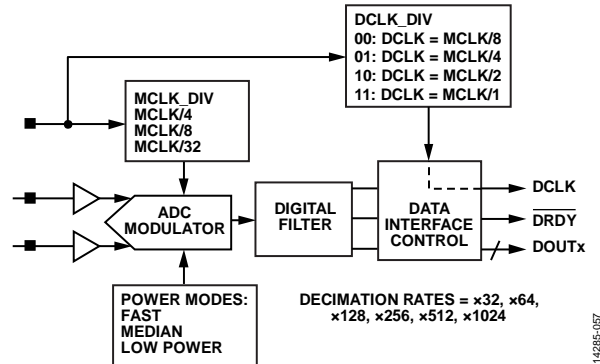 DCLK_DIV
00: DCLK = MCLK/8
01: DCLK = MCLK/4
10: DCLK = MCLK/2
11: DCLK = MCLK/1
MCLK_DIV
MCLK/4
MCLK/8
MCLK/32
ADC
MODULATOR
DIGITAL
FILTER
DATA
INTERFACE
CONTROL
DCLK
DRDY
DOUTx
POWER MODES:
FAST
MEDIAN
LOW POWER
DECIMATION RATES = ×32, ×64,
×128, ×256, ×512, ×1024
14285-057